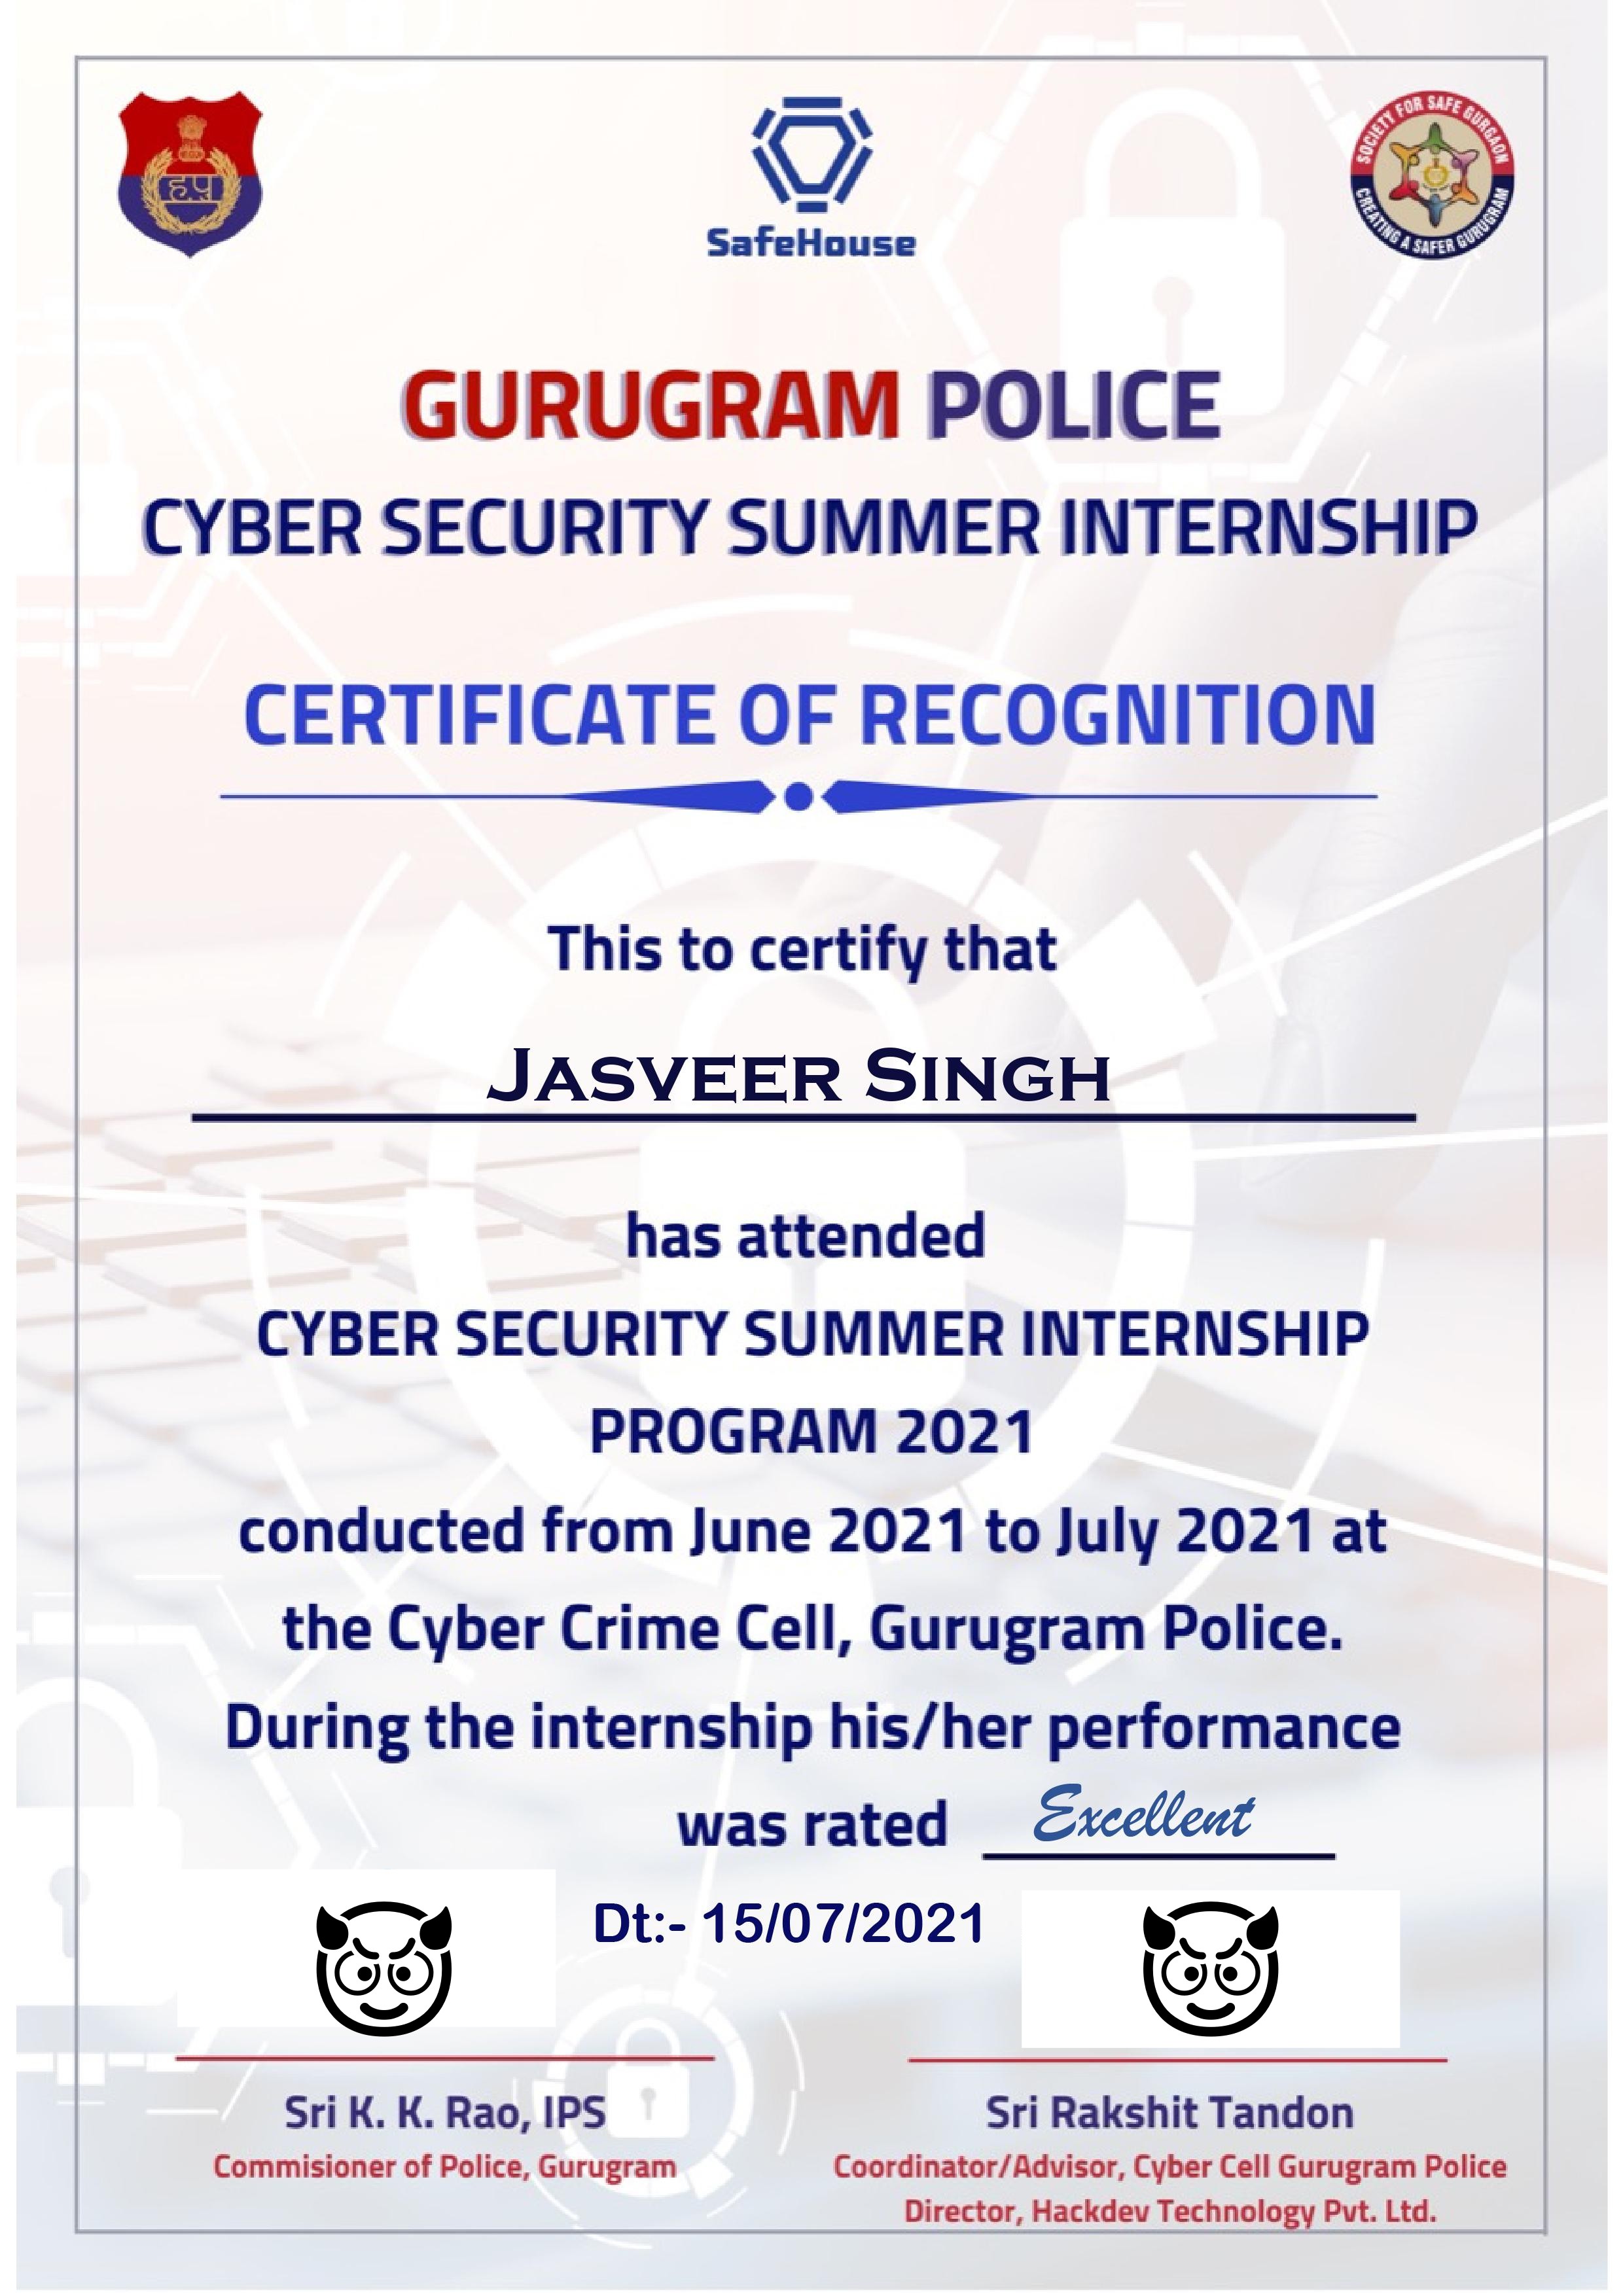 ह.पु
SafeHouse
SOCIETY FOR SAFE GURGAON
CREATING A SAFER GURUGRAM
GURUGRAM POLICE
CYBER SECURITY SUMMER INTERNSHIP
CERTIFICATE OF RECOGNITION
This to certify that
JASVEER SINGH
has attended
CYBER SECURITY SUMMER INTERNSHIP
PROGRAM 2021
conducted from June 2021 to July 2021 at
the Cyber Crime Cell, Gurugram Police.
During the internship his/her performance
was rated Excellent
Dt:- 15/07/2021
Sri K. K. Rao, IPS
Commisioner of Police, Gurugram
Sri Rakshit Tandon
Coordinator/Advisor, Cyber Cell Gurugram Police
Director, Hackdev Technology Pvt. Ltd.